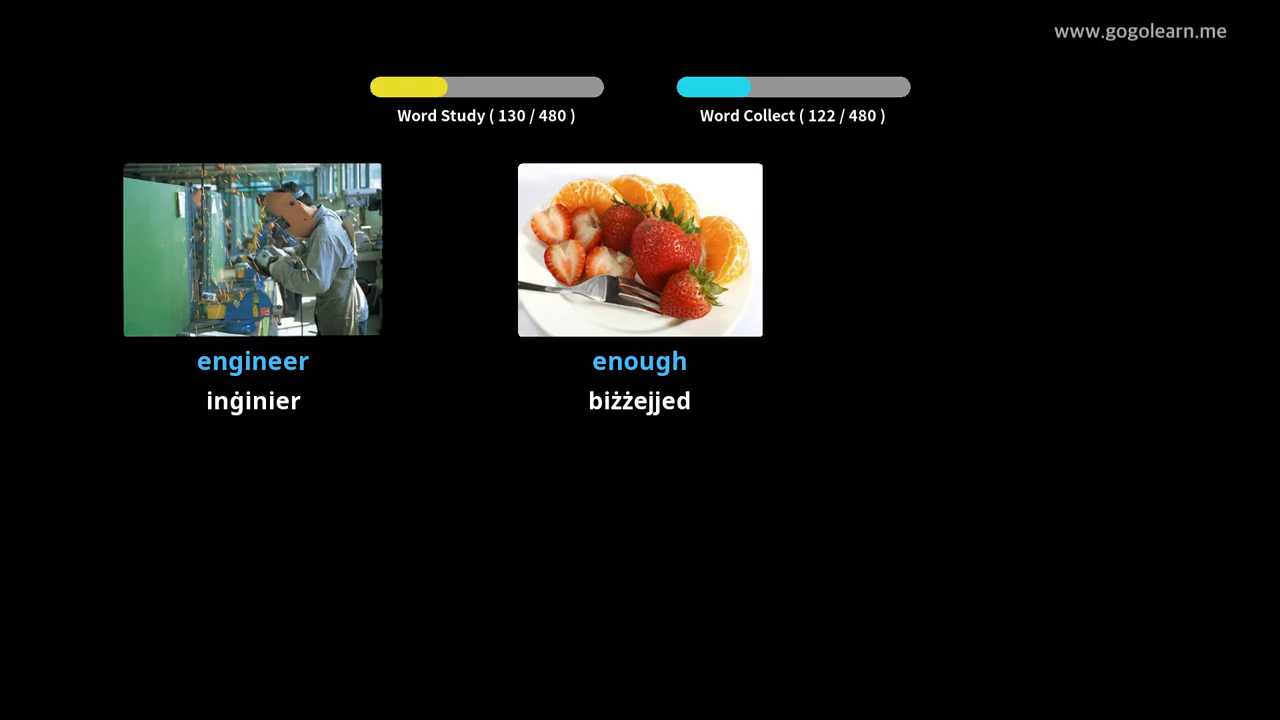 www.gogolearn.me
Word Study ( 130 / 480 )
Word Collect ( 122 / 480 )
engineer
inġinier
enough
biżżejjed